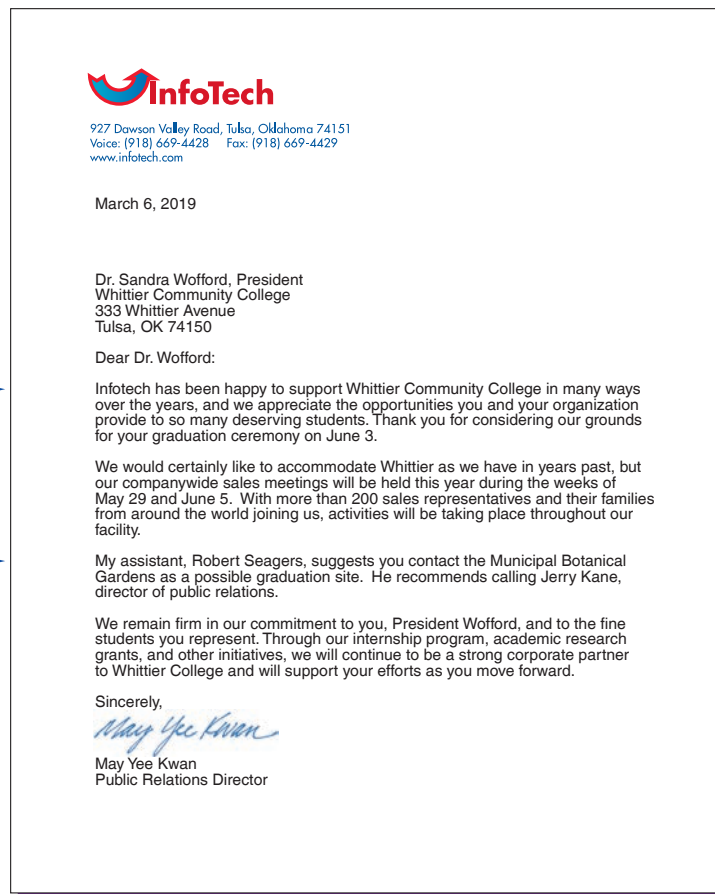 InfoTech
927 Dawson Valley Road, Tulsa, Oklahoma 74151
Voice: (918) 669-4428 Fax: (918) 669-4429
www.infotech.com
March 6, 2019
Dr. Sandra Wofford, President
Whittier Community College
333 Whittier Avenue
Tulsa, OK 74150
Dear Dr. Wofford:
Infotech has been happy to support Whittier Community College in many ways
over the years, and we appreciate the opportunities you and your organization
provide to so many deserving students. Thank you for considering our grounds
for your graduation ceremony on June 3.
We would certainly like to accommodate Whittier as we have in years past, but
our companywide sales meetings will be held this year during the weeks of
May 29 and June 5. With more than 200 sales representatives and their families
from around the world joining us, activities will be taking place throughout our
facility.
My assistant, Robert Seagers, suggests you contact the Municipal Botanical
Gardens as a possible graduation site. He recommends calling Jerry Kane,
director of public relations.
We remain firm in our commitment to you, President Wofford, and to the fine
students you represent. Through our internship program, academic research
grants, and other initiatives, we will continue to be a strong corporate partner
to Whittier College and will support your efforts as you move forward.
Sincerely,
May Yee Kwan
May Yee Kwan
Public Relations Director